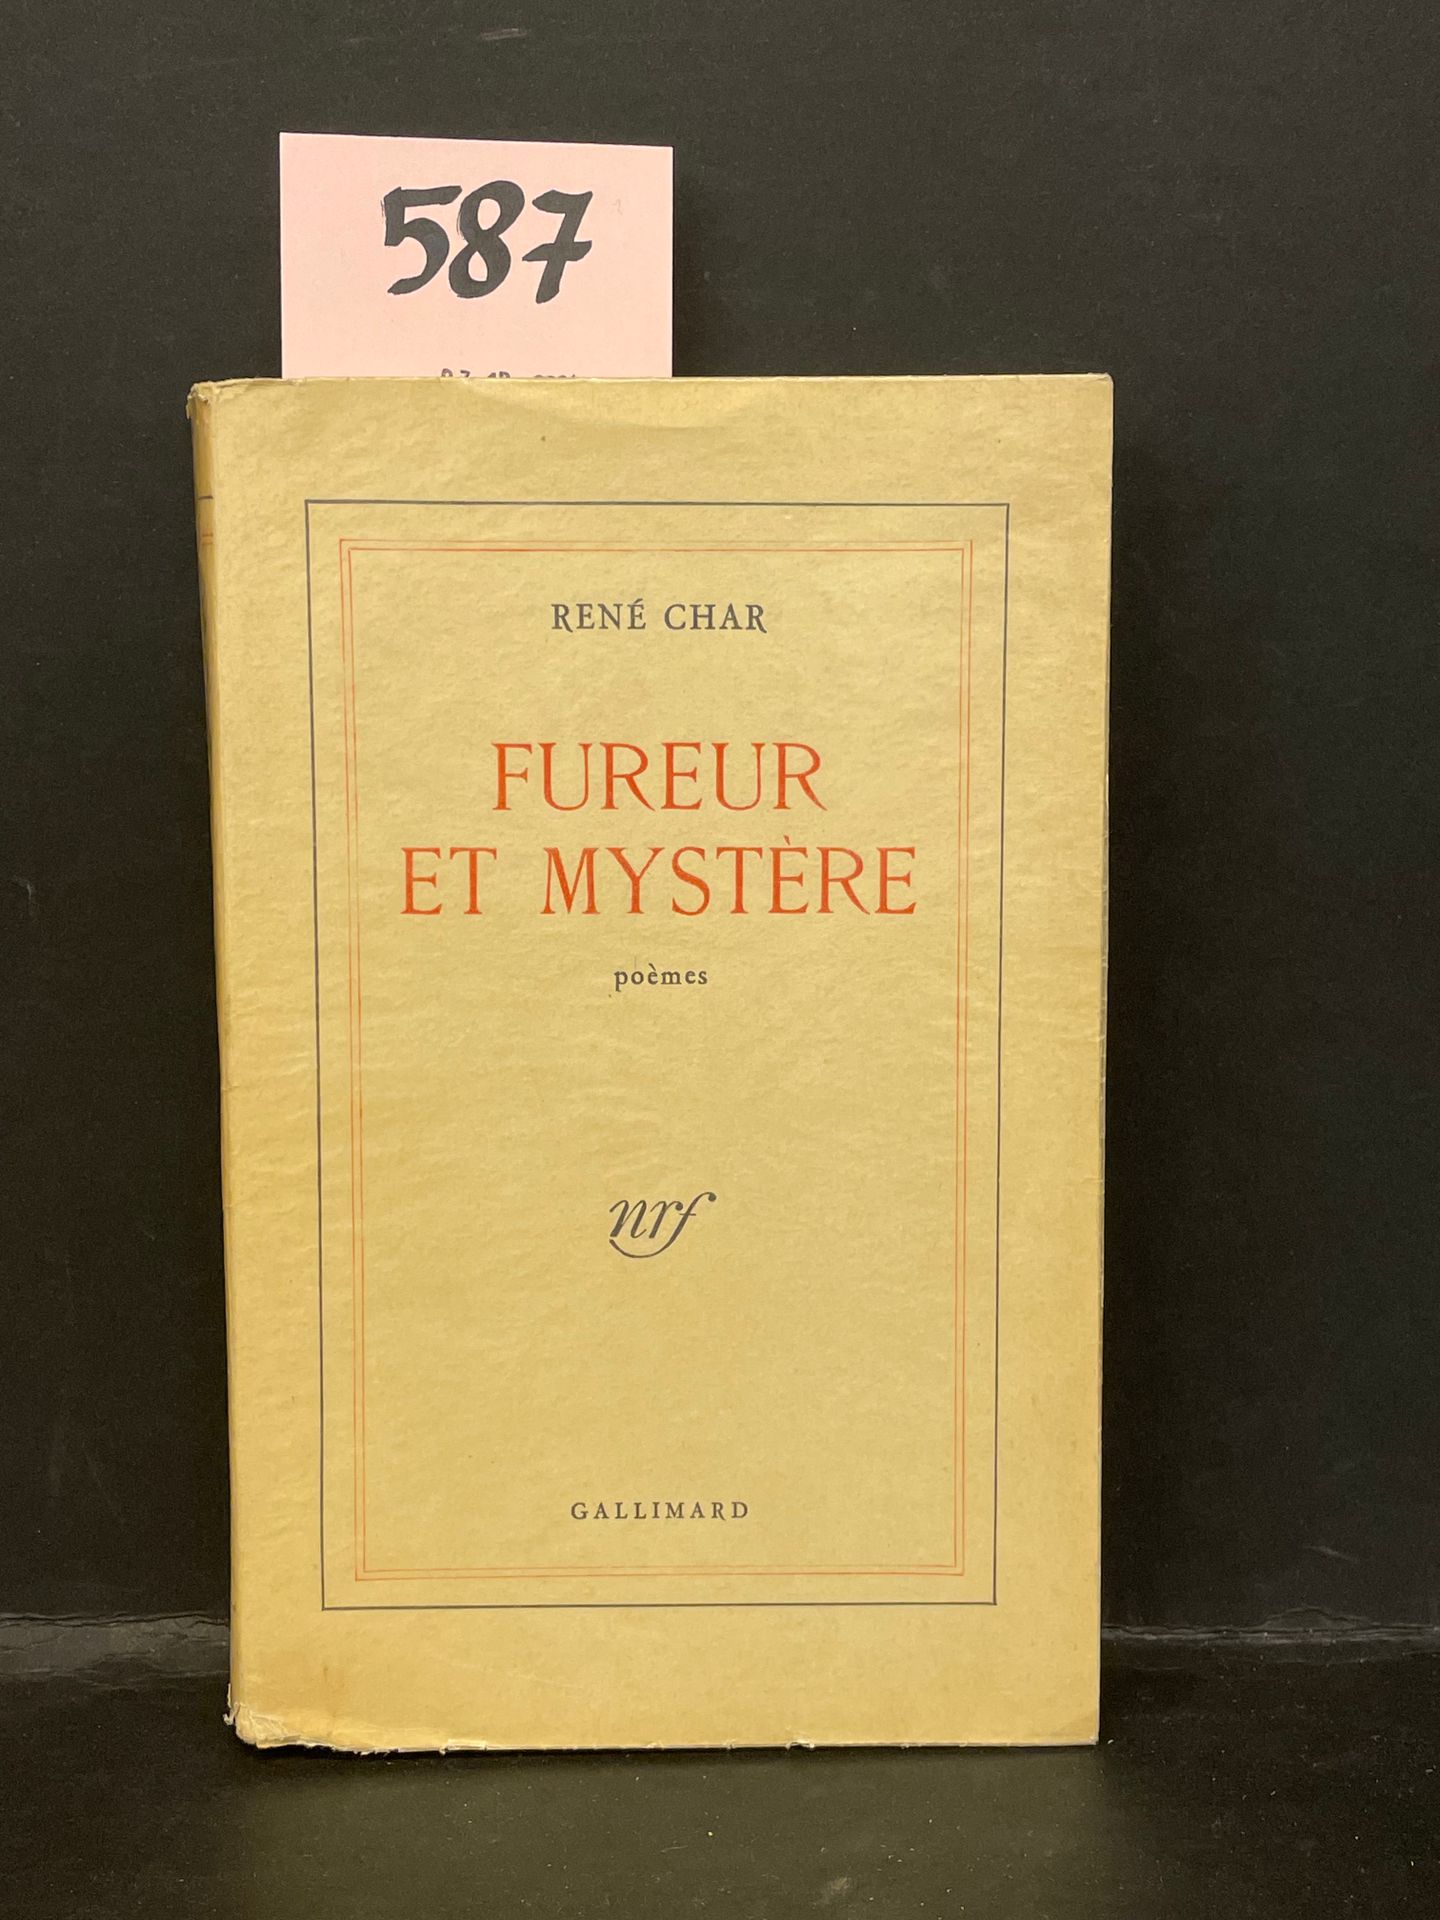 587
RENÉ CHAR
FUREUR
ET MYSTÈRE
poèmes
nrf
GALLIMARD